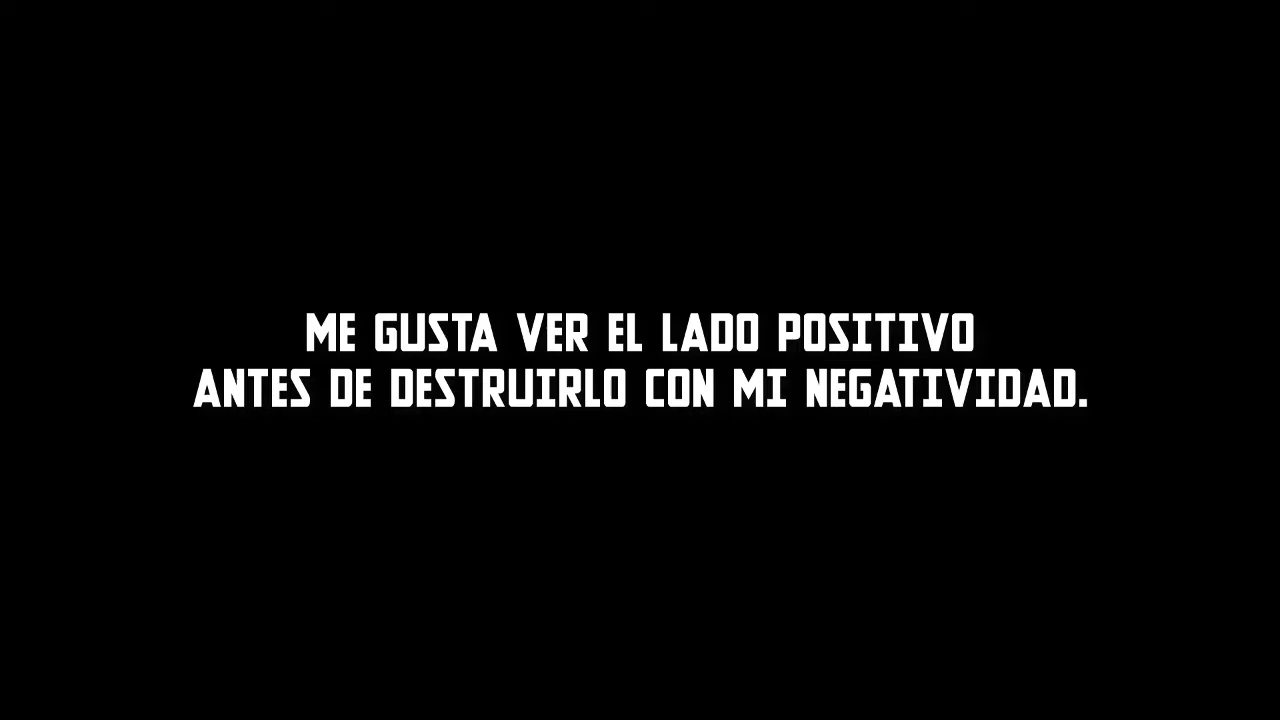 ME GUSTA VER EL LADO POSITIVO
ANTES DE DESTRUIRLO CON MI NEGATIVIDAD.